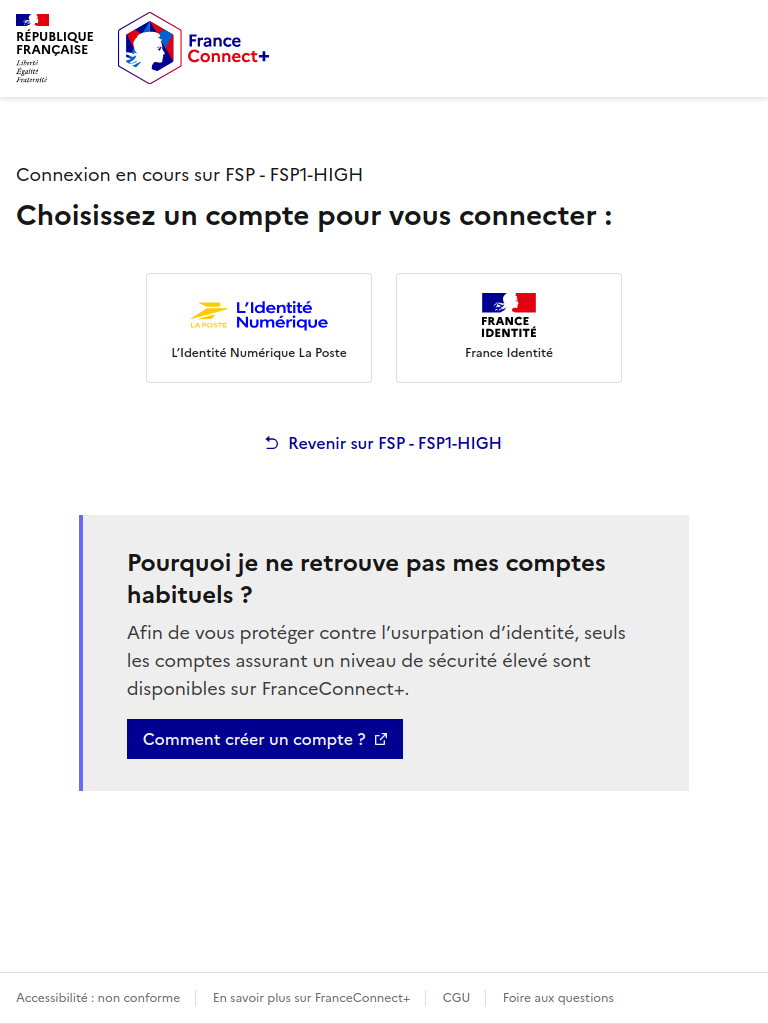 RÉPUBLIQUE
FRANÇAISE
Liberté
Égalité
Fraternité
France
Connect+
Connexion en cours sur FSP - FSP1-HIGH
Choisissez un compte pour vous connecter :
LA POSTE
L’Identité
Numérique
L’Identité Numérique La Poste
FRANCE
IDENTITÉ
France Identité
Revenir sur FSP - FSP1-HIGH
Pourquoi je ne retrouve pas mes comptes
habituels ?
Afin de vous protéger contre l’usurpation d’identité, seuls
les comptes assurant un niveau de sécurité élevé sont
disponibles sur FranceConnect+.
Comment créer un compte ?
Accessibilité : non conforme
En savoir plus sur FranceConnect+
CGU
Foire aux questions